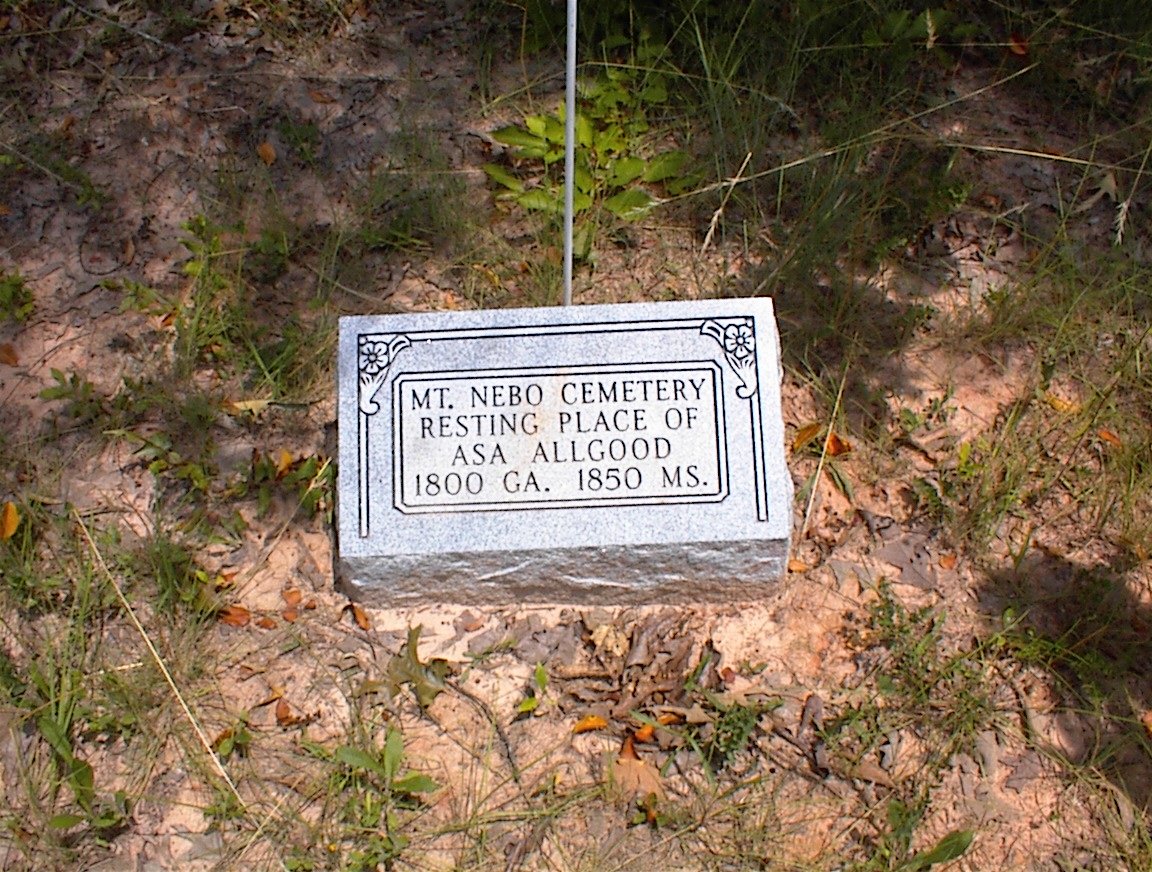 MT. NEBO CEMETERY
RESTING PLACE OF
ASA ALLGOOD
1800 GA. 1850 MS.